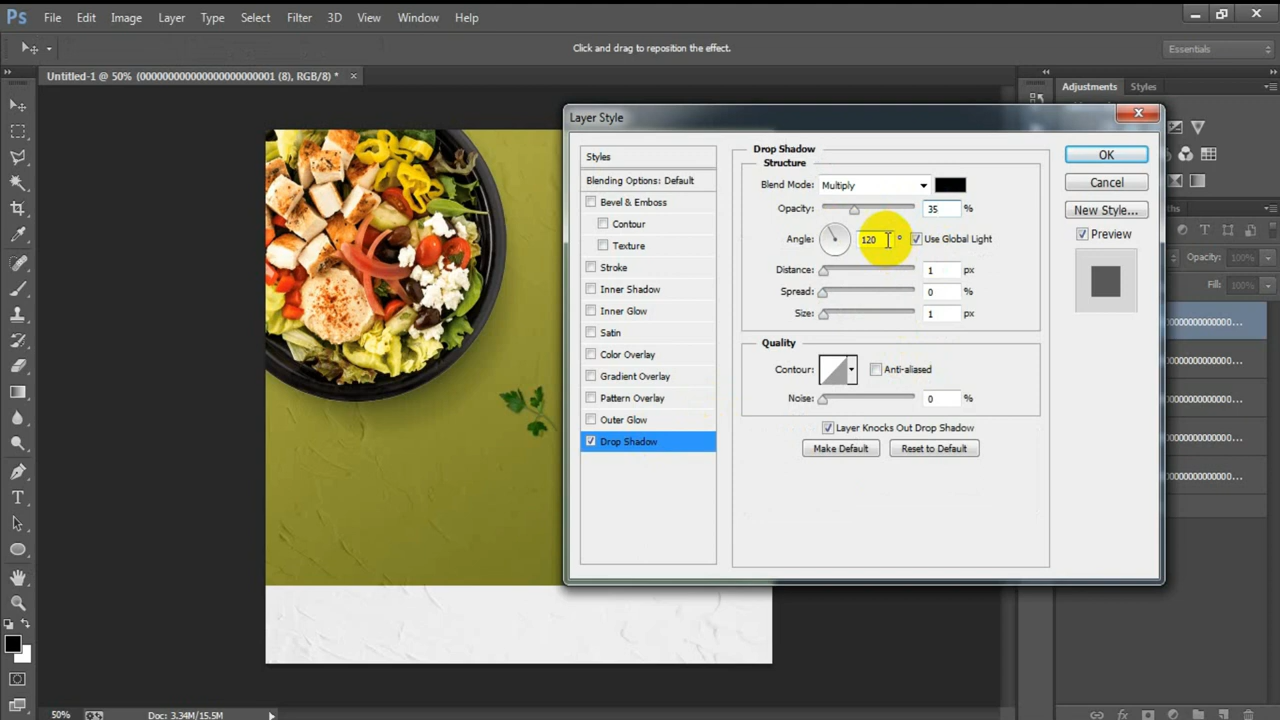 Ps File Edit Image Layer Type Select Filter 3D View Window Help
Click and drag to reposition the effect.
Essentials
Untitled-1 @ 50% (00000000000000000000001 (8), RGB/8) *
Adjustments Styles
Layer Style
Styles
Blending Options: Default
Bevel & Emboss
Contour
Texture
Stroke
Inner Shadow
Inner Glow
Satin
Color Overlay
Gradient Overlay
Pattern Overlay
Outer Glow
Drop Shadow
Drop Shadow
Structure
Blend Mode: Multiply
Opacity: 35 %
Angle: 120 ° Use Global Light
Distance: 1 px
Spread: 0 %
Size: 1 px
Quality
Contour: Anti-aliased
Noise: 0 %
Layer Knocks Out Drop Shadow
Make Default Reset to Default
OK
Cancel
New Style...
Preview
Opacity: 100%
Fill: 100%
T
50% Doc: 3.34M/15.5M
fx